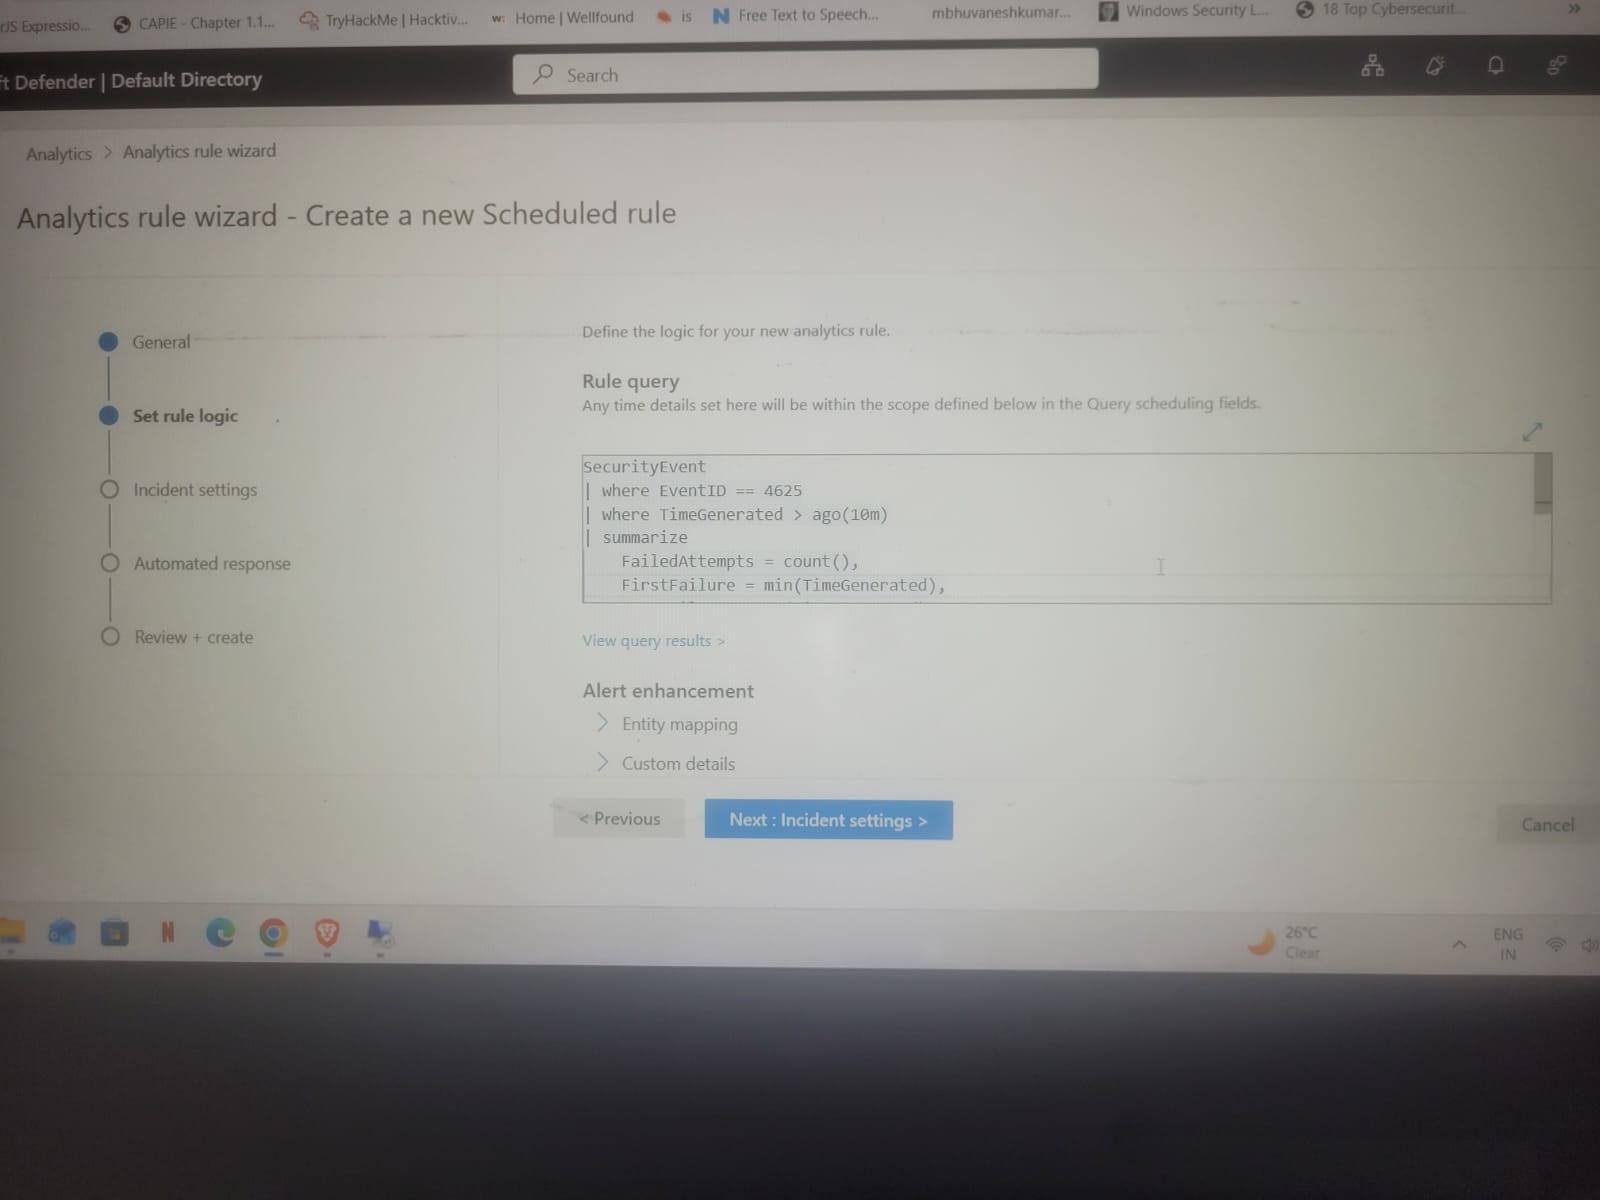 rJS Expressio...
CAPIE - Chapter 1.1...
TryHackMe | Hacktiv...
w: Home | Wellfound
is
N Free Text to Speech...
mbhuvaneshkumar...
Windows Security L...
18 Top Cybersecurit...
»
ft Defender | Default Directory
Search
Analytics > Analytics rule wizard
Analytics rule wizard - Create a new Scheduled rule
General
Set rule logic
Incident settings
Automated response
Review + create
Define the logic for your new analytics rule.
Rule query
Any time details set here will be within the scope defined below in the Query scheduling fields.
SecurityEvent
| where EventID == 4625
| where TimeGenerated > ago(10m)
| summarize
FailedAttempts = count(),
FirstFailure = min(TimeGenerated),
View query results >
Alert enhancement
Entity mapping
Custom details
< Previous
Next : Incident settings >
Cancel
N
26°C
Clear
ENG
IN